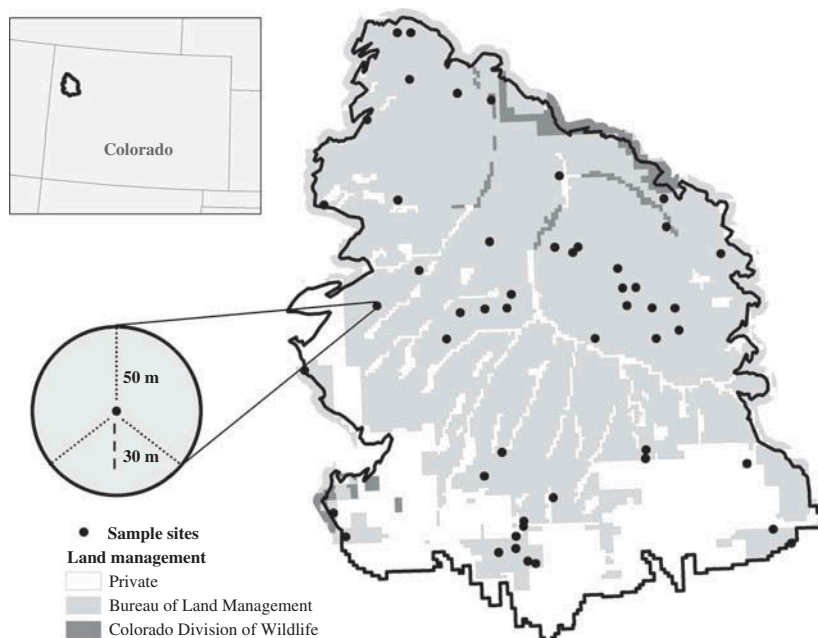 Colorado
50 m
30 m
Sample sites
Land management
Private
Bureau of Land Management
Colorado Division of Wildlife